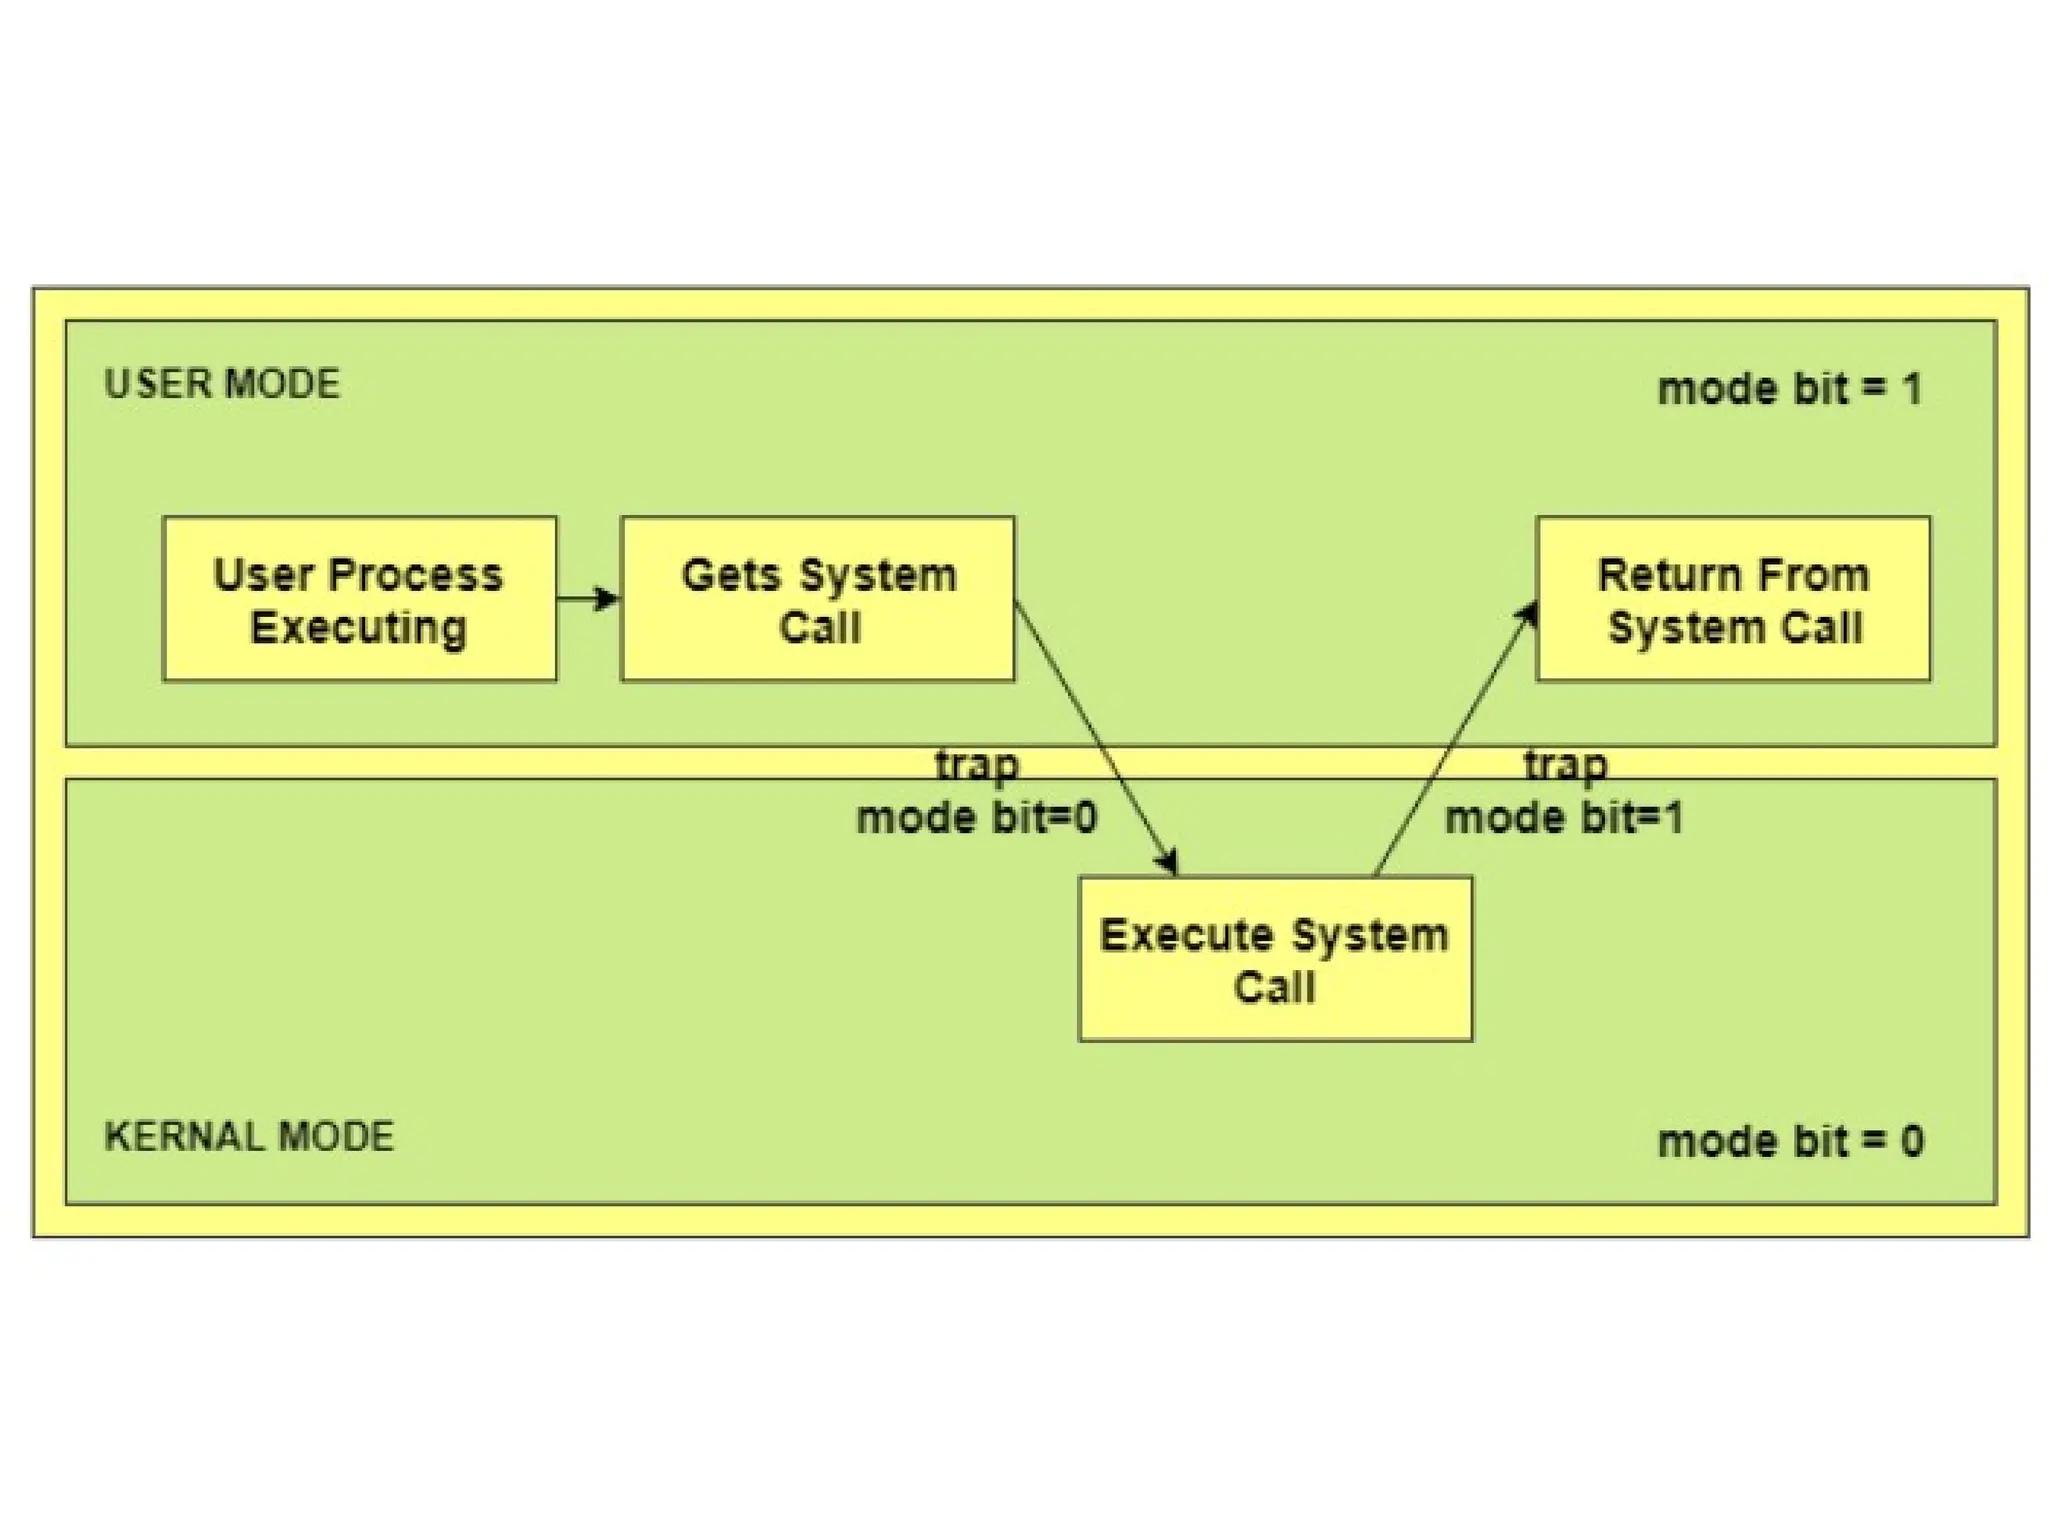 USER MODE
mode bit = 1
User Process
Executing
Gets System
Call
Return From
System Call
trap
mode bit=0
trap
mode bit=1
Execute System
Call
KERNAL MODE
mode bit = 0